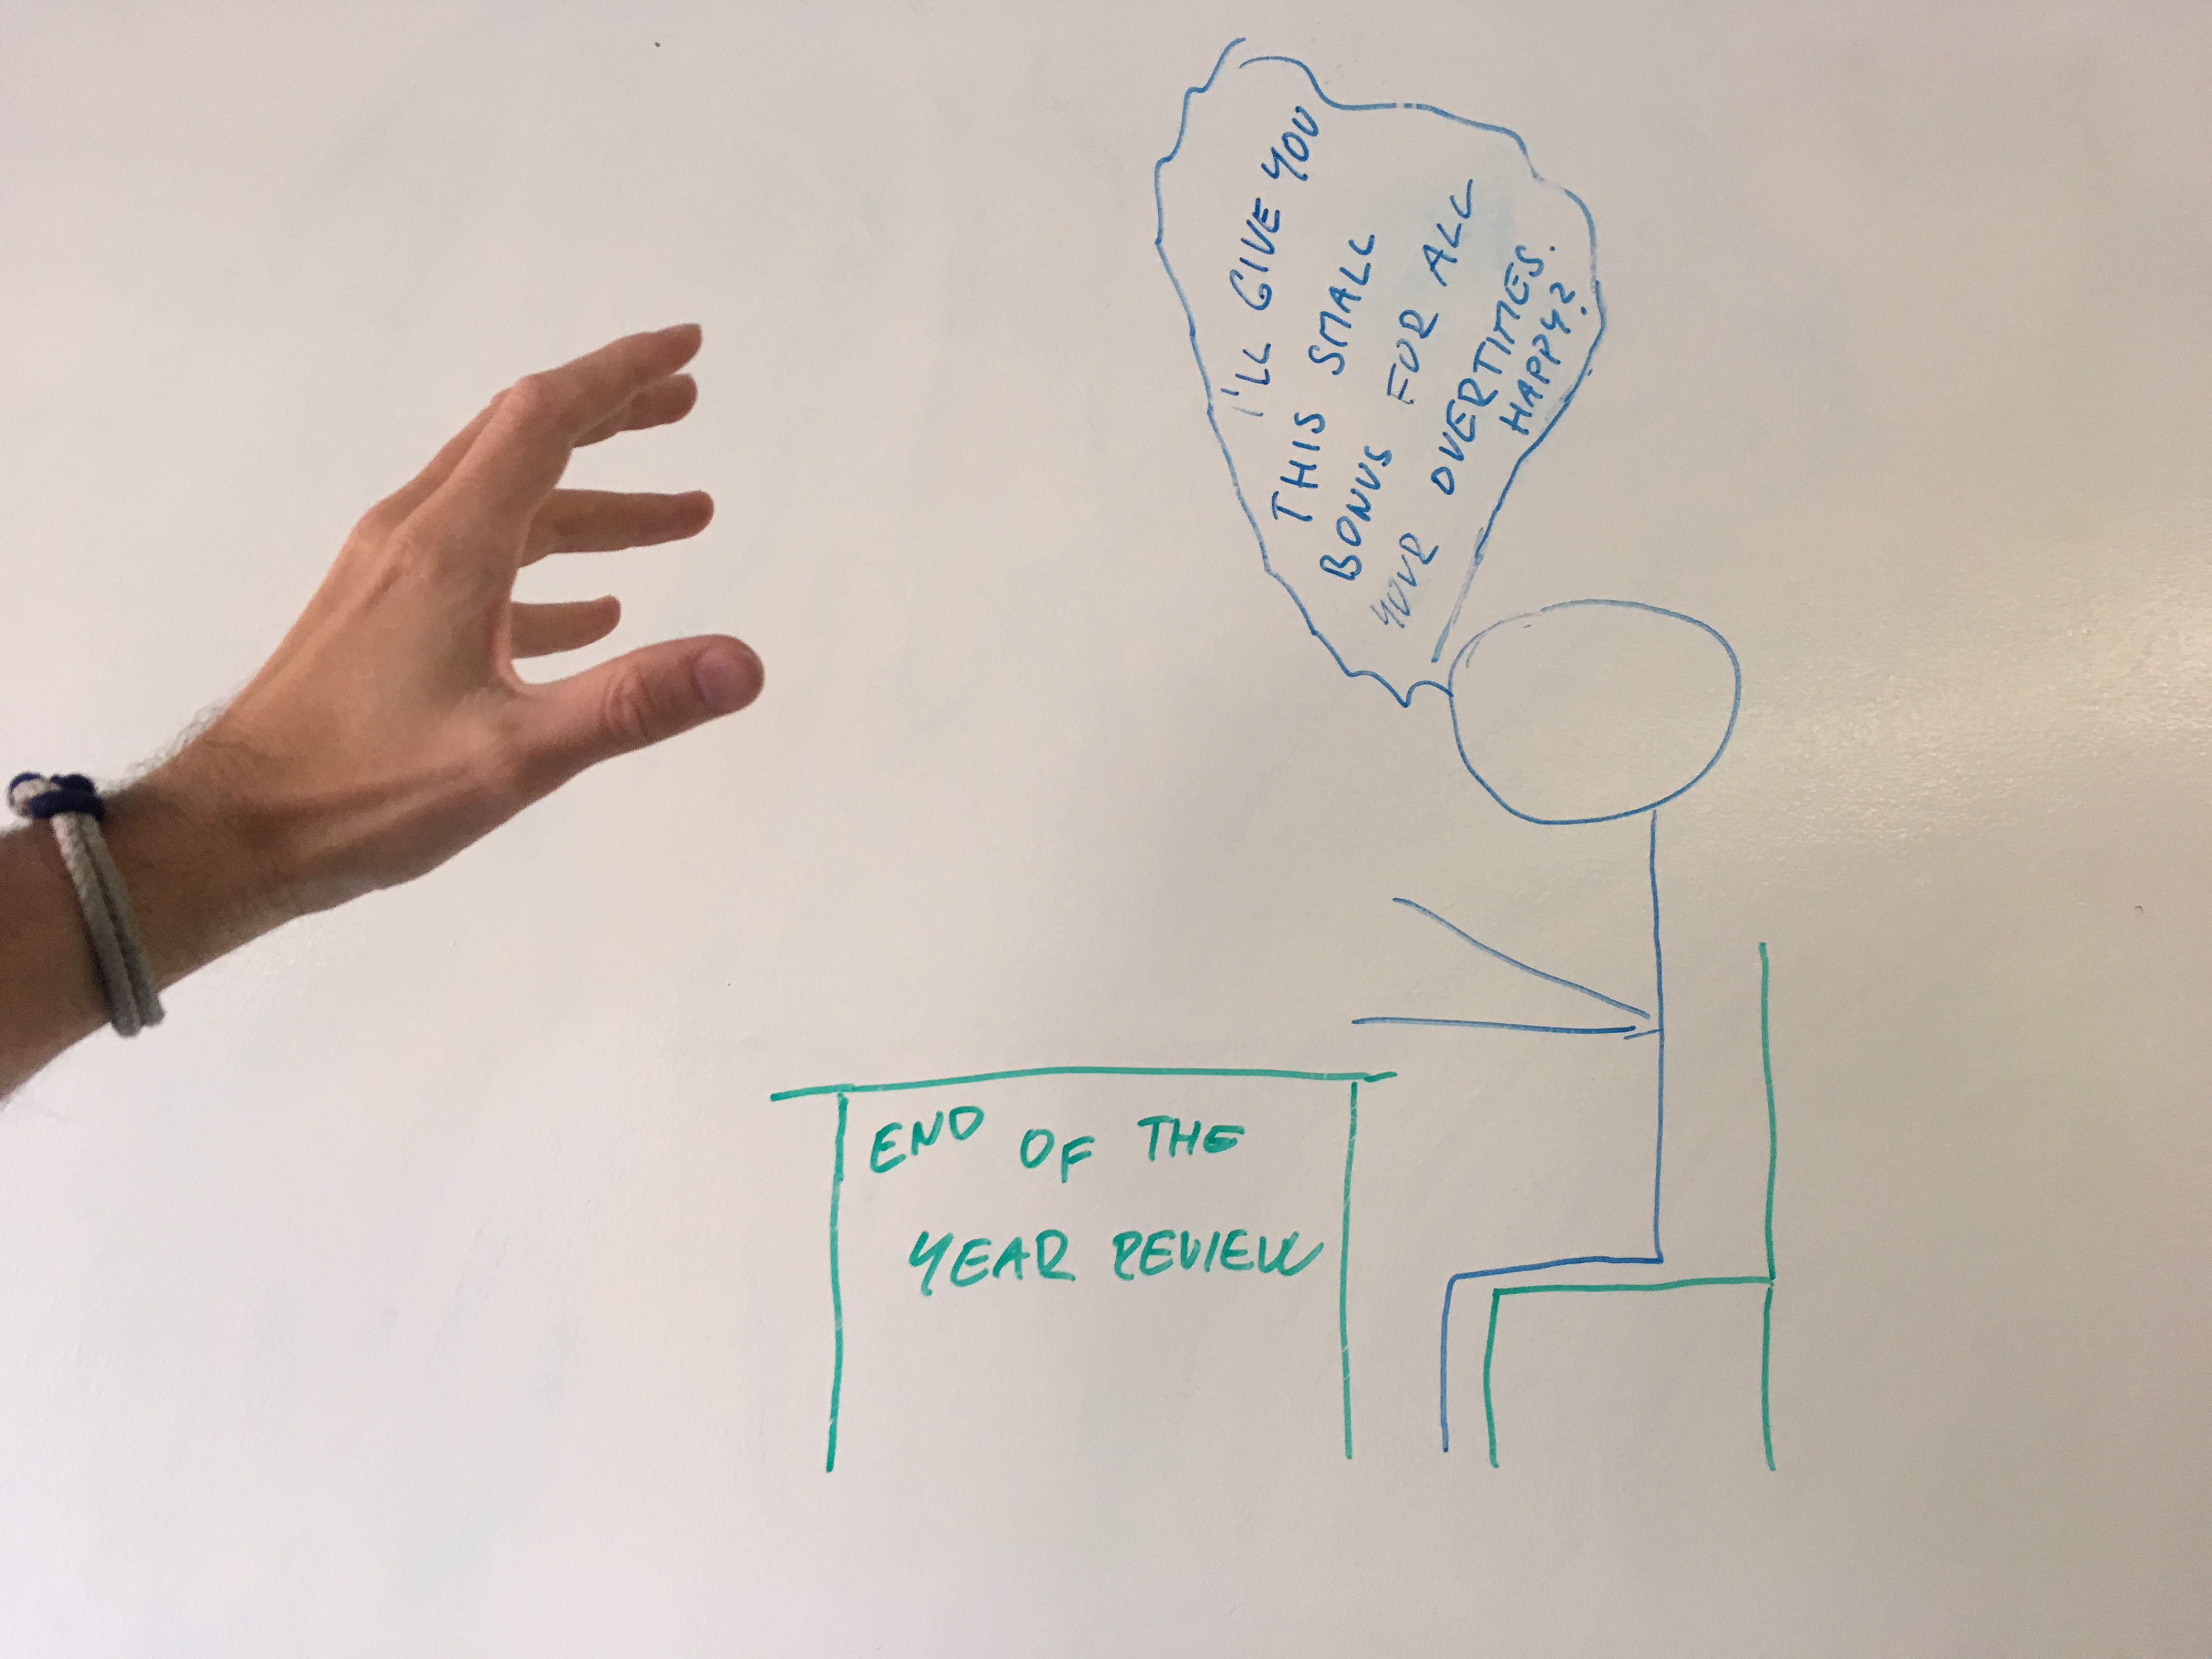 I'LL GIVE YOU
THIS SMALL
BONUS FOR ALL
YOUR OVERTIMES.
HAPPY?
END OF THE
YEAR REVIEW